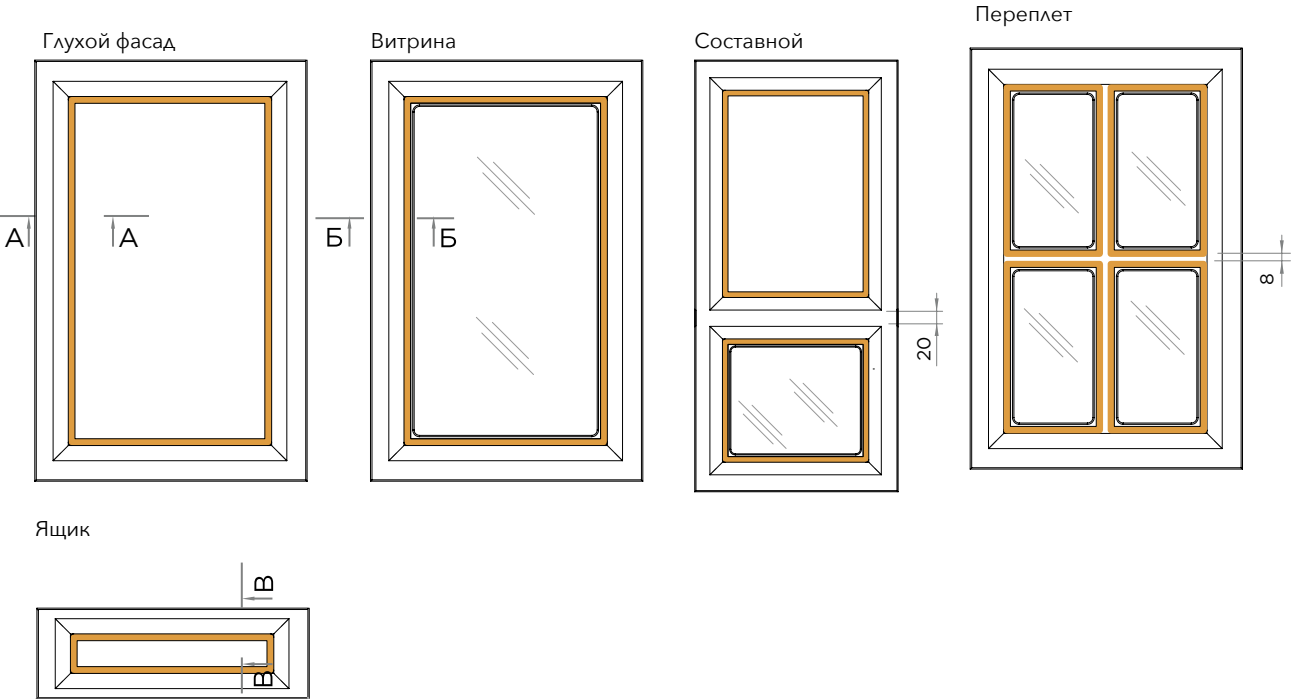 Переплет
Глухой фасад
Витрина
Составной
А А
Б Б
8
20
Ящик
В
В